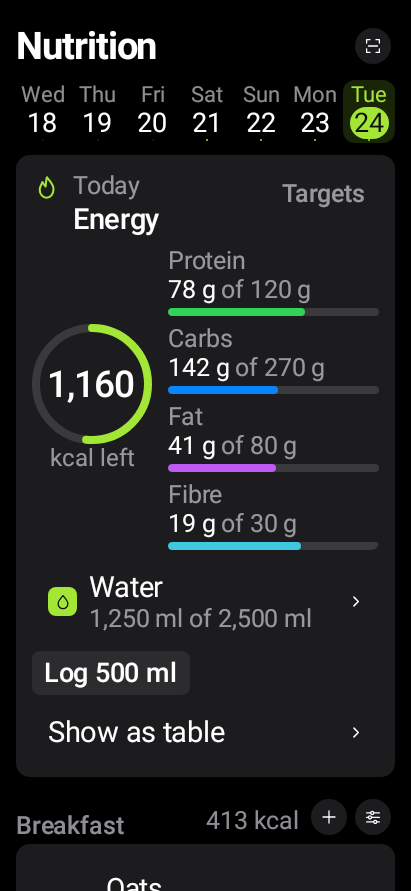 Nutrition
Wed Thu Fri Sat Sun Mon Tue
18 19 20 21 22 23 24
Today
Energy
Targets
Protein
78 g of 120 g
Carbs
142 g of 270 g
Fat
41 g of 80 g
Fibre
19 g of 30 g
1,160
kcal left
Water
1,250 ml of 2,500 ml
Log 500 ml
Show as table
Breakfast
413 kcal
Oats